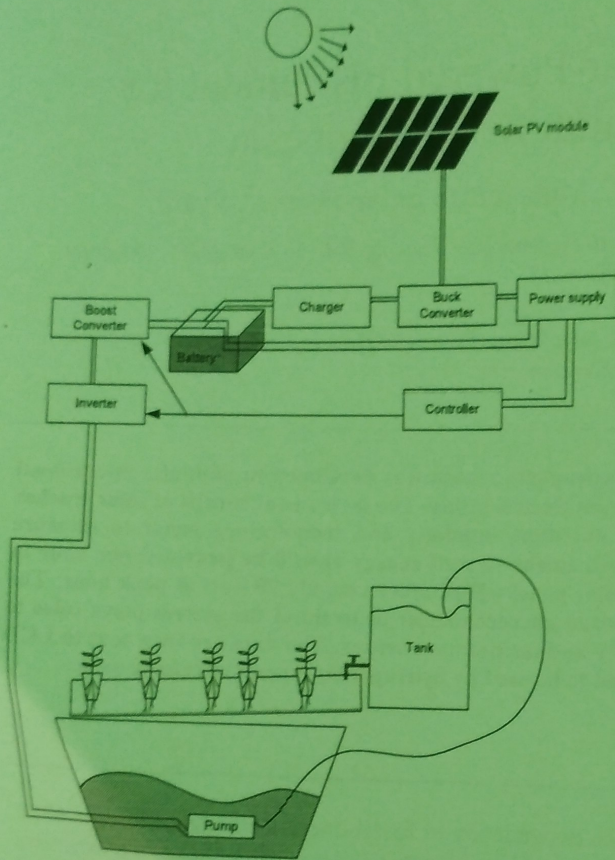 Solar PV module
Boost
Converter
Battery
Charger
Buck
Converter
Power supply
Inverter
Controller
Tank
Pump